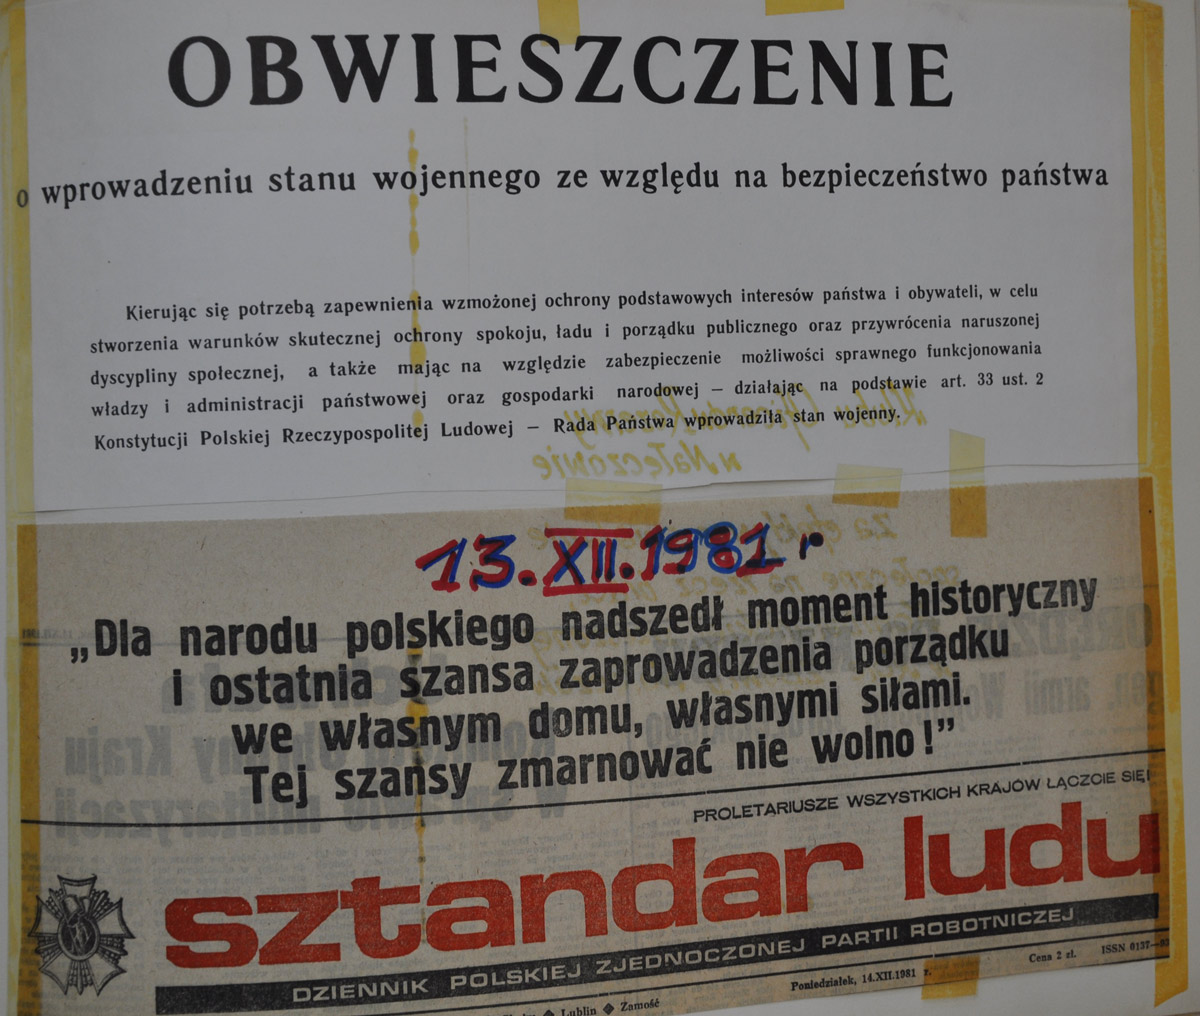 OBWIESZCZENIE
o wprowadzeniu stanu wojennego ze względu na bezpieczeństwo państwa
Kierując się potrzebą zapewnienia wzmożonej ochrony podstawowych interesów państwa i obywateli, w celu
stworzenia warunków skutecznej ochrony spokoju, ładu i porządku publicznego oraz przywrócenia naruszonej
dyscypliny społecznej, a także mając na względzie zabezpieczenie możliwości sprawnego funkcjonowania
władzy i administracji państwowej oraz gospodarki narodowej — działając na podstawie art. 33 ust. 2
Konstytucji Polskiej Rzeczypospolitej Ludowej — Rada Państwa wprowadziła stan wojenny.
13.XII.1981 r
„Dla narodu polskiego nadszedł moment historyczny
i ostatnia szansa zaprowadzenia porządku
we własnym domu, własnymi siłami.
Tej szansy zmarnować nie wolno!”
PROLETARIUSZE WSZYSTKICH KRAJÓW ŁĄCZCIE SIĘ!
sztandar ludu
DZIENNIK POLSKIEJ ZJEDNOCZONEJ PARTII ROBOTNICZEJ
Poniedziałek, 14.XII.1981 r. Cena 2 zł. ISSN 0137—
Lublin ◆ Zamość